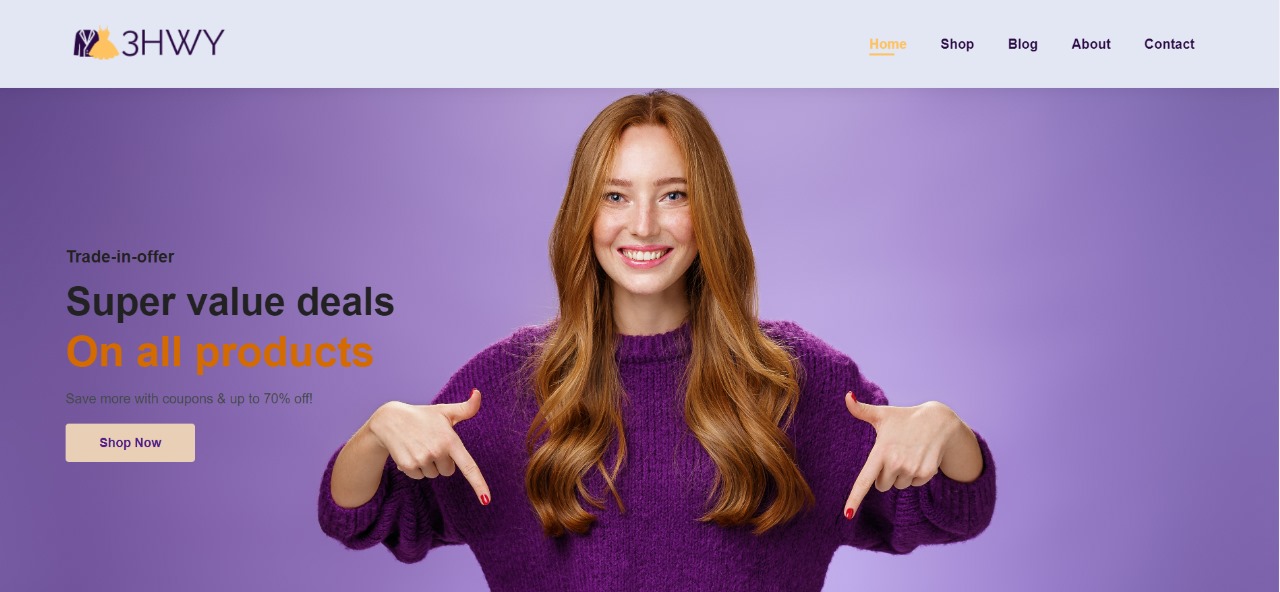 3HWY
Home Shop Blog About Contact
Trade-in-offer
Super value deals
On all products
Save more with coupons & up to 70% off!
Shop Now